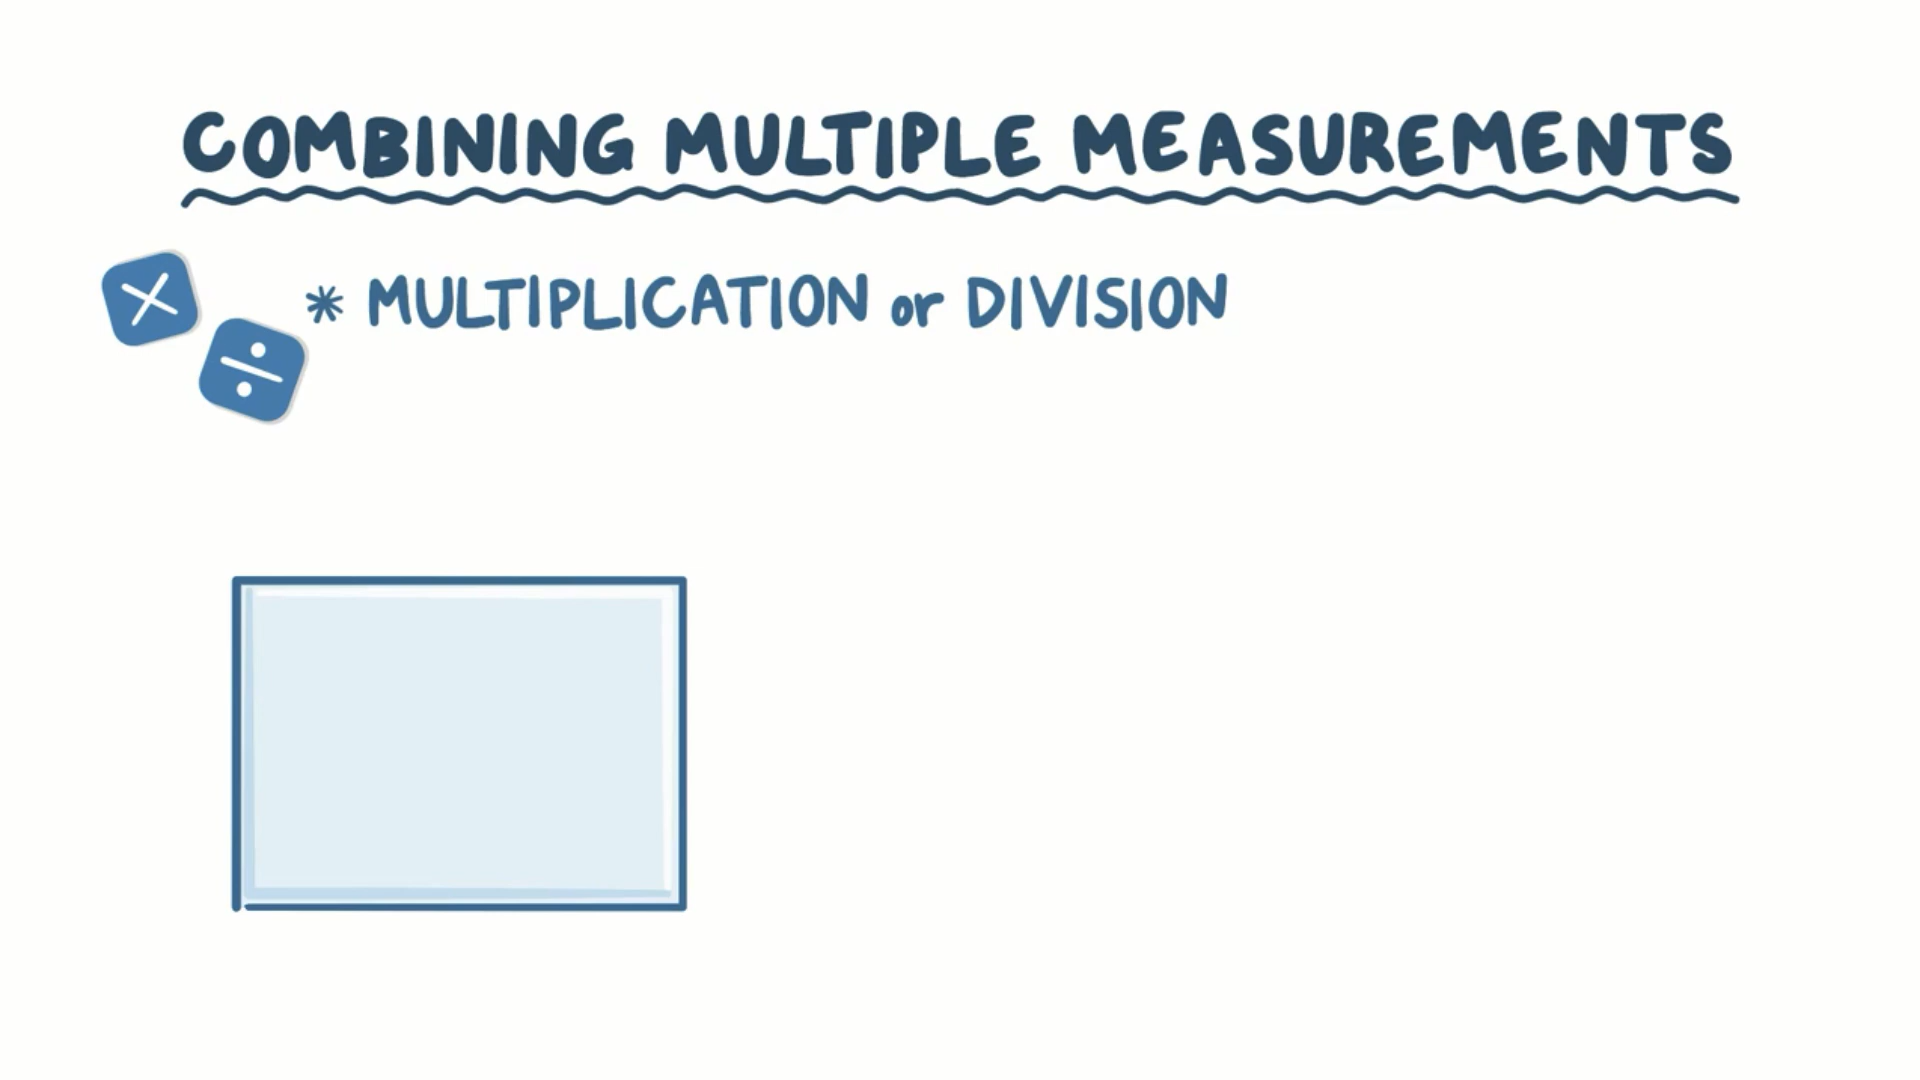 COMBINING MULTIPLE MEASUREMENTS
* MULTIPLICATION or DIVISION
×
÷